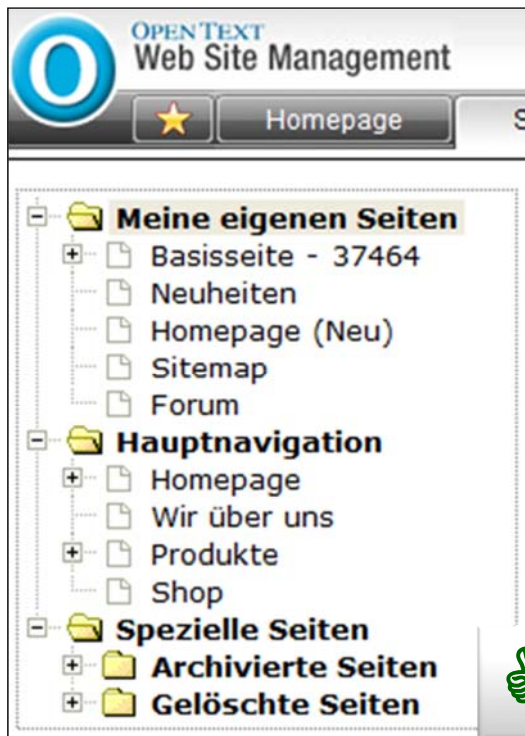 OPEN TEXT
Web Site Management
Homepage
S
Meine eigenen Seiten
Basisseite - 37464
Neuheiten
Homepage (Neu)
Sitemap
Forum
Hauptnavigation
Homepage
Wir über uns
Produkte
Shop
Spezielle Seiten
Archivierte Seiten
Gelöschte Seiten